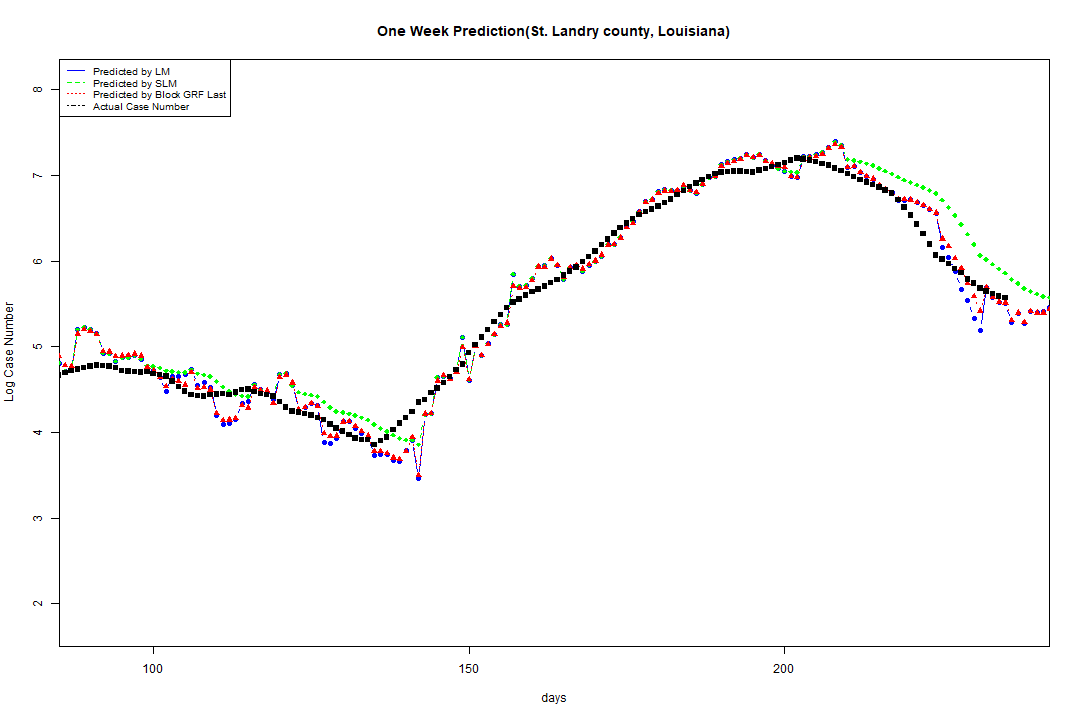 One Week Prediction(St. Landry county, Louisiana)
Predicted by LM
Predicted by SLM
Predicted by Block GRF Last
Actual Case Number
8
7
6
5
4
3
2
Log Case Number
100 150 200
days